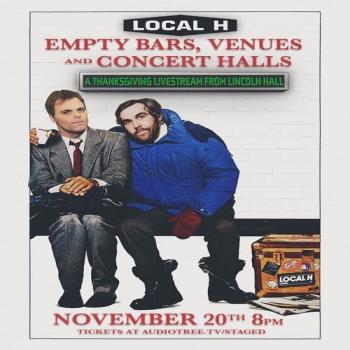 LOCAL H
EMPTY BARS, VENUES
AND CONCERT HALLS
A THANKSGIVING LIVESTREAM FROM LINCOLN HALL
LOCAL H
NOVEMBER 20TH 8PM
TICKETS AT AUDIOTREE.TV/STAGED